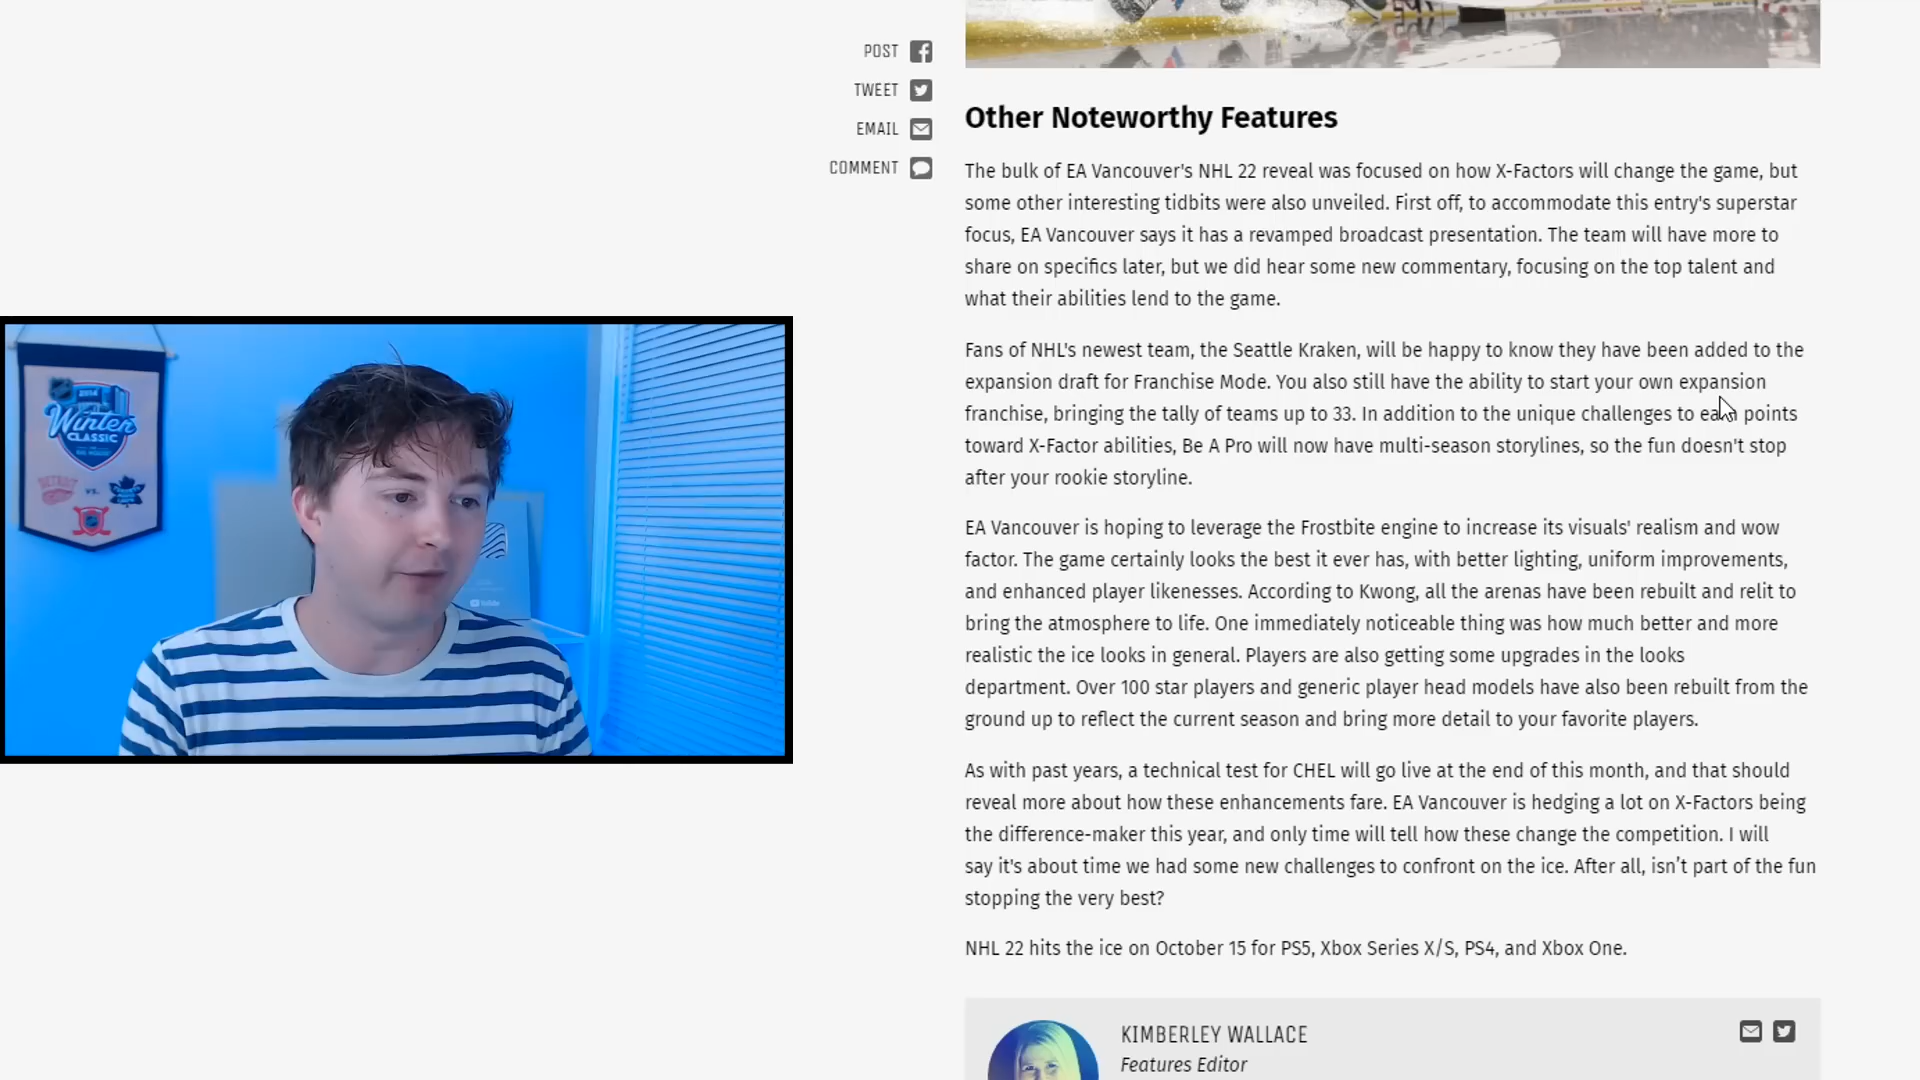 POST
TWEET
EMAIL
COMMENT
Other Noteworthy Features
The bulk of EA Vancouver's NHL 22 reveal was focused on how X-Factors will change the game, but
some other interesting tidbits were also unveiled. First off, to accommodate this entry's superstar
focus, EA Vancouver says it has a revamped broadcast presentation. The team will have more to
share on specifics later, but we did hear some new commentary, focusing on the top talent and
what their abilities lend to the game.
Fans of NHL's newest team, the Seattle Kraken, will be happy to know they have been added to the
expansion draft for Franchise Mode. You also still have the ability to start your own expansion
franchise, bringing the tally of teams up to 33. In addition to the unique challenges to earn points
toward X-Factor abilities, Be A Pro will now have multi-season storylines, so the fun doesn't stop
after your rookie storyline.
EA Vancouver is hoping to leverage the Frostbite engine to increase its visuals' realism and wow
factor. The game certainly looks the best it ever has, with better lighting, uniform improvements,
and enhanced player likenesses. According to Kwong, all the arenas have been rebuilt and relit to
bring the atmosphere to life. One immediately noticeable thing was how much better and more
realistic the ice looks in general. Players are also getting some upgrades in the looks
department. Over 100 star players and generic player head models have also been rebuilt from the
ground up to reflect the current season and bring more detail to your favorite players.
As with past years, a technical test for CHEL will go live at the end of this month, and that should
reveal more about how these enhancements fare. EA Vancouver is hedging a lot on X-Factors being
the difference-maker this year, and only time will tell how these change the competition. I will
say it's about time we had some new challenges to confront on the ice. After all, isn’t part of the fun
stopping the very best?
NHL 22 hits the ice on October 15 for PS5, Xbox Series X/S, PS4, and Xbox One.
KIMBERLEY WALLACE
Features Editor
2014
Winter
CLASSIC
DETROIT
VS.
YouTube